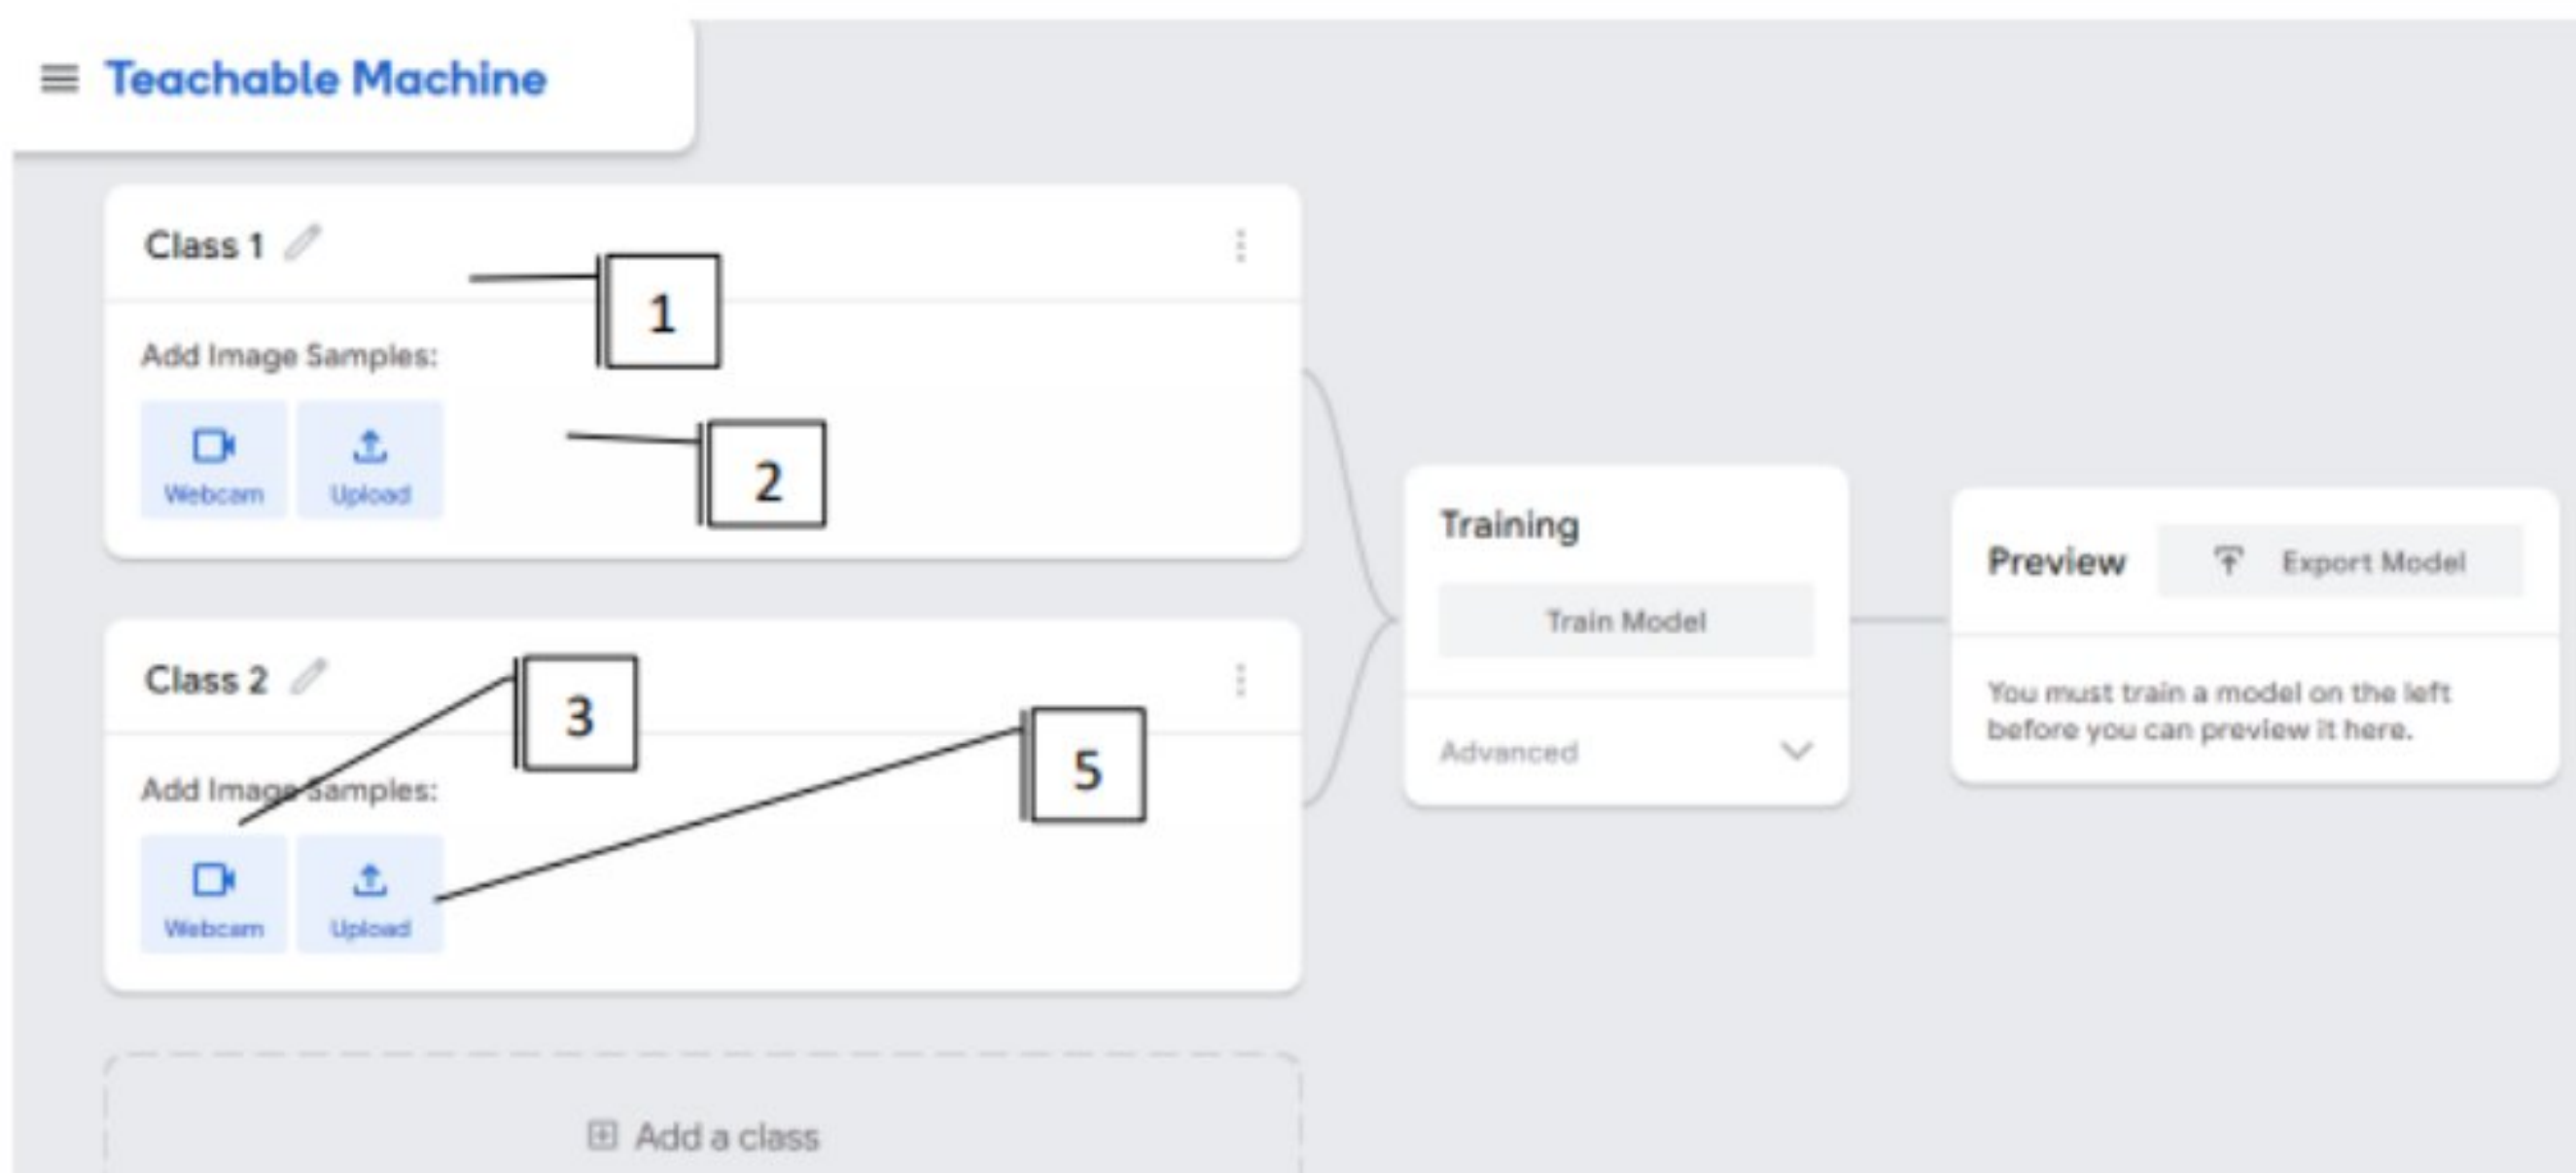 Teachable Machine
Class 1
1
Add Image Samples:
Webcam Upload
2
Class 2
3
5
Add Image Samples:
Webcam Upload
Add a class
Training
Train Model
Advanced
Preview Export Model
You must train a model on the left
before you can preview it here.